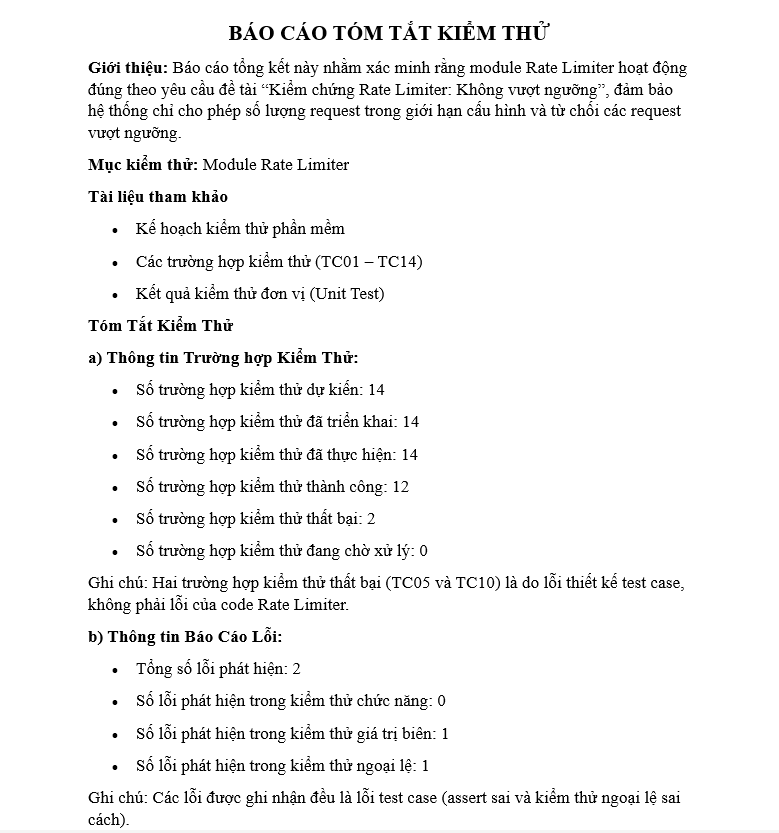 BÁO CÁO TÓM TẮT KIỂM THỬ
Giới thiệu: Báo cáo tổng kết này nhằm xác minh rằng module Rate Limiter hoạt động
đúng theo yêu cầu đề tài “Kiểm chứng Rate Limiter: Không vượt ngưỡng”, đảm bảo
hệ thống chỉ cho phép số lượng request trong giới hạn cấu hình và từ chối các request
vượt ngưỡng.
Mục kiểm thử: Module Rate Limiter
Tài liệu tham khảo
• Kế hoạch kiểm thử phần mềm
• Các trường hợp kiểm thử (TC01 – TC14)
• Kết quả kiểm thử đơn vị (Unit Test)
Tóm Tắt Kiểm Thử
a) Thông tin Trường hợp Kiểm Thử:
• Số trường hợp kiểm thử dự kiến: 14
• Số trường hợp kiểm thử đã triển khai: 14
• Số trường hợp kiểm thử đã thực hiện: 14
• Số trường hợp kiểm thử thành công: 12
• Số trường hợp kiểm thử thất bại: 2
• Số trường hợp kiểm thử đang chờ xử lý: 0
Ghi chú: Hai trường hợp kiểm thử thất bại (TC05 và TC10) là do lỗi thiết kế test case,
không phải lỗi của code Rate Limiter.
b) Thông tin Báo Cáo Lỗi:
• Tổng số lỗi phát hiện: 2
• Số lỗi phát hiện trong kiểm thử chức năng: 0
• Số lỗi phát hiện trong kiểm thử giá trị biên: 1
• Số lỗi phát hiện trong kiểm thử ngoại lệ: 1
Ghi chú: Các lỗi được ghi nhận đều là lỗi test case (assert sai và kiểm thử ngoại lệ sai
cách).